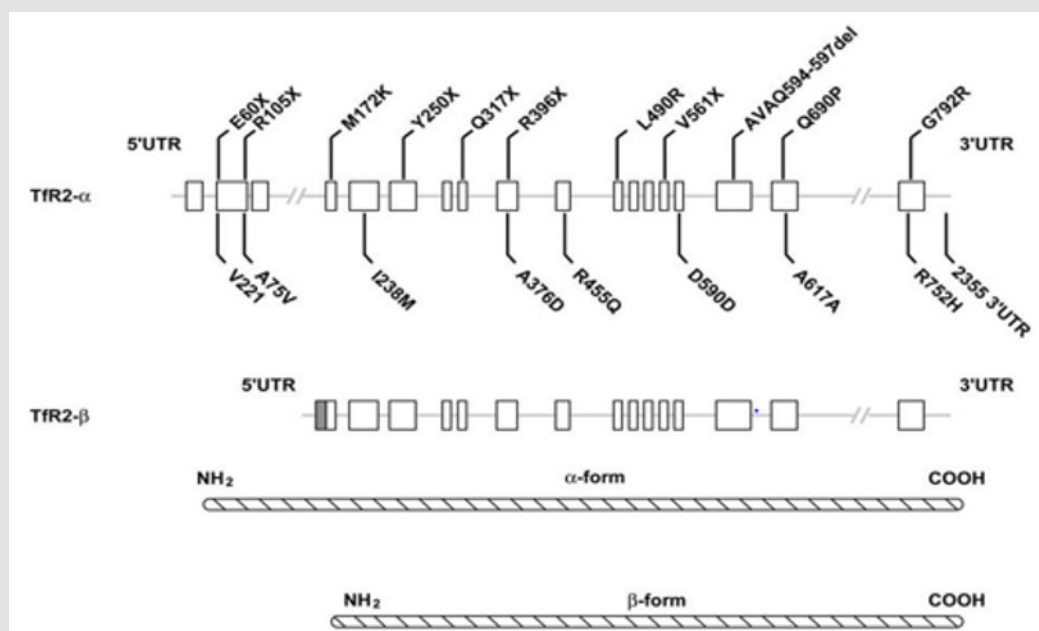 E60X
R105X
M172K
Y250X
Q317X
R396X
L490R
V561X
AVAQ594-597del
Q690P
G792R
5'UTR
3'UTR
TfR2-α
V221
A75V
I238M
A376D
R455Q
D590D
A617A
R752H
2355 3'UTR
5'UTR
3'UTR
TfR2-β
*
NH₂
α-form
COOH
NH₂
β-form
COOH